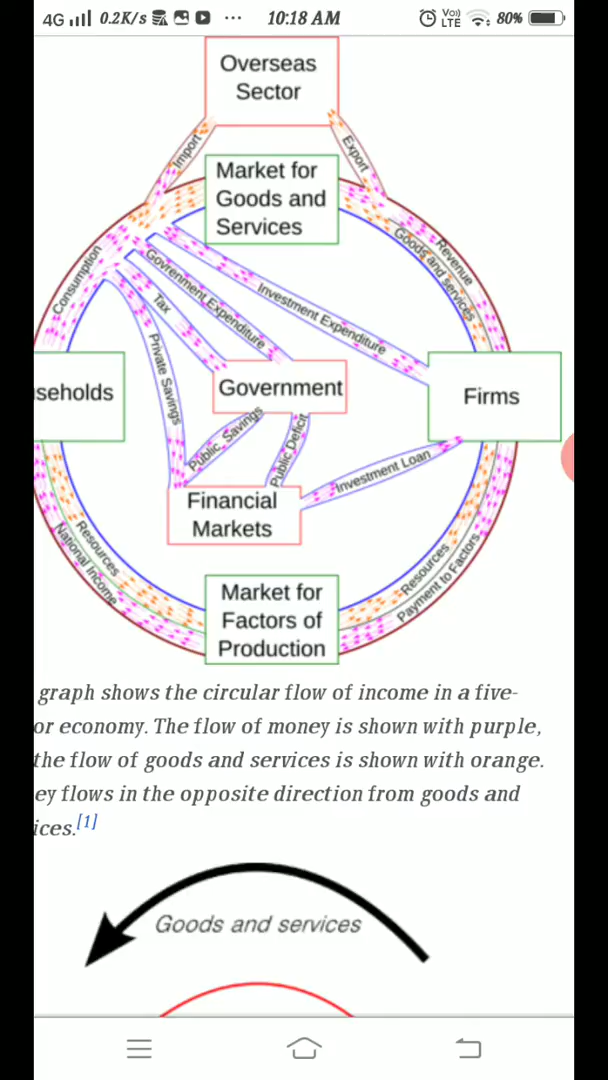 4G 0.2K/s ... 10:18 AM Vo)) LTE 80%
Overseas
Sector
Import
Export
Market for
Goods and
Services
Consumption
Revenue
Goods and services
Govrenment Expenditure
Investment Expenditure
Tax
Private Savings
seholds
Government
Firms
Public Savings
Public Deficit
Investment Loan
Financial
Markets
Resources
National Income
Resources
Payment to Factors
Market for
Factors of
Production
graph shows the circular flow of income in a five-
or economy. The flow of money is shown with purple,
the flow of goods and services is shown with orange.
ey flows in the opposite direction from goods and
ices.[1]
Goods and services